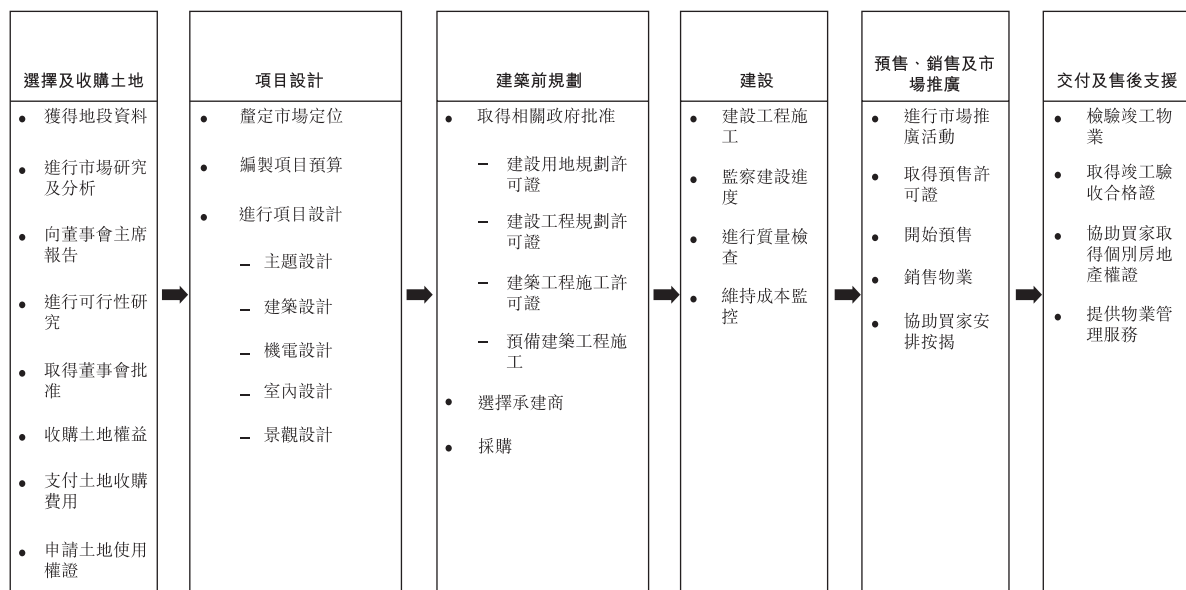 選擇及收購土地
• 獲得地段資料
• 進行市場研究
及分析
• 向董事會主席
報告
• 進行可行性研
究
• 取得董事會批
准
• 收購土地權益
• 支付土地收購
費用
• 申請土地使用
權證
項目設計
• 釐定市場定位
• 編製項目預算
• 進行項目設計
– 主題設計
– 建築設計
– 機電設計
– 室內設計
– 景觀設計
建築前規劃
• 取得相關政府批准
– 建設用地規劃許
可證
– 建設工程規劃許
可證
– 建築工程施工許
可證
– 預備建築工程施
工
• 選擇承建商
• 採購
建設
• 建設工程施
工
• 監察建設進
度
• 進行質量檢
查
• 維持成本監
控
預售、銷售及市
場推廣
• 進行市場推
廣活動
• 取得預售許
可證
• 開始預售
• 銷售物業
• 協助買家安
排按揭
交付及售後支援
• 檢驗竣工物
業
• 取得竣工驗
收合格證
• 協助買家取
得個別房地
產權證
• 提供物業管
理服務